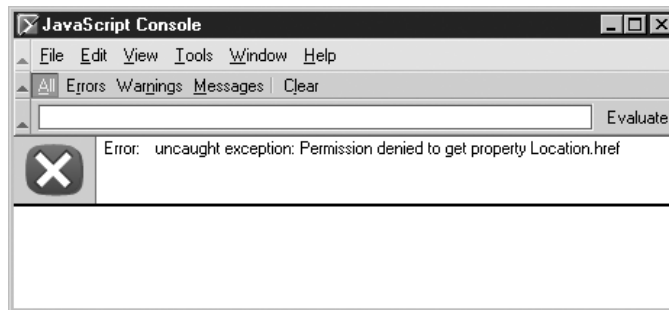 JavaScript Console
File Edit View Tools Window Help
All Errors Warnings Messages Clear
Evaluate
Error: uncaught exception: Permission denied to get property Location.href